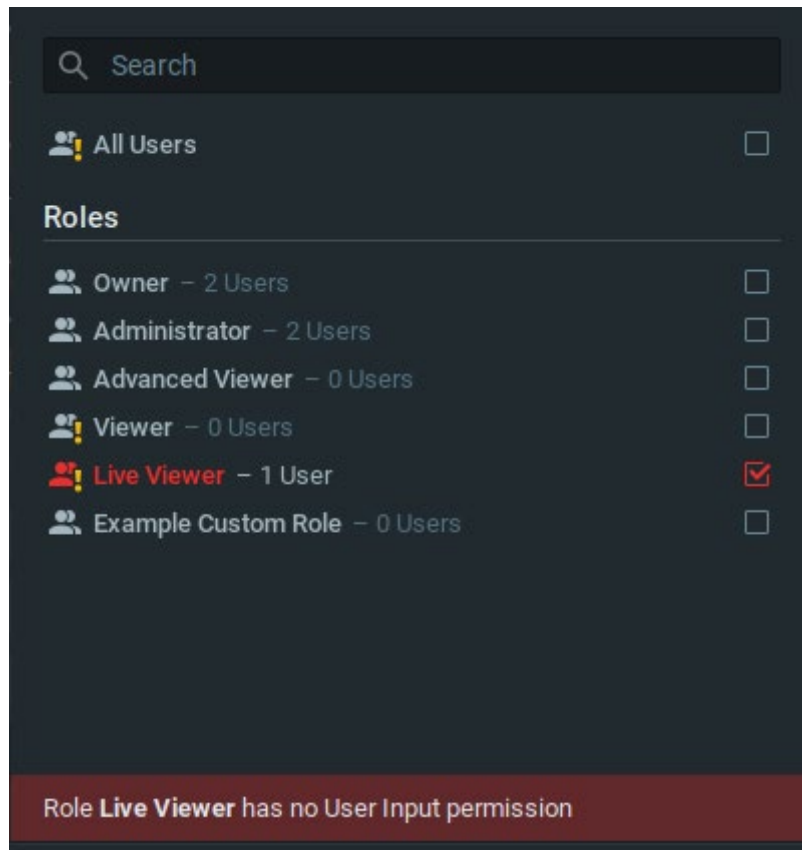 Search
All Users
Roles
Owner – 2 Users
Administrator – 2 Users
Advanced Viewer – 0 Users
Viewer – 0 Users
Live Viewer – 1 User
Example Custom Role – 0 Users
Role Live Viewer has no User Input permission